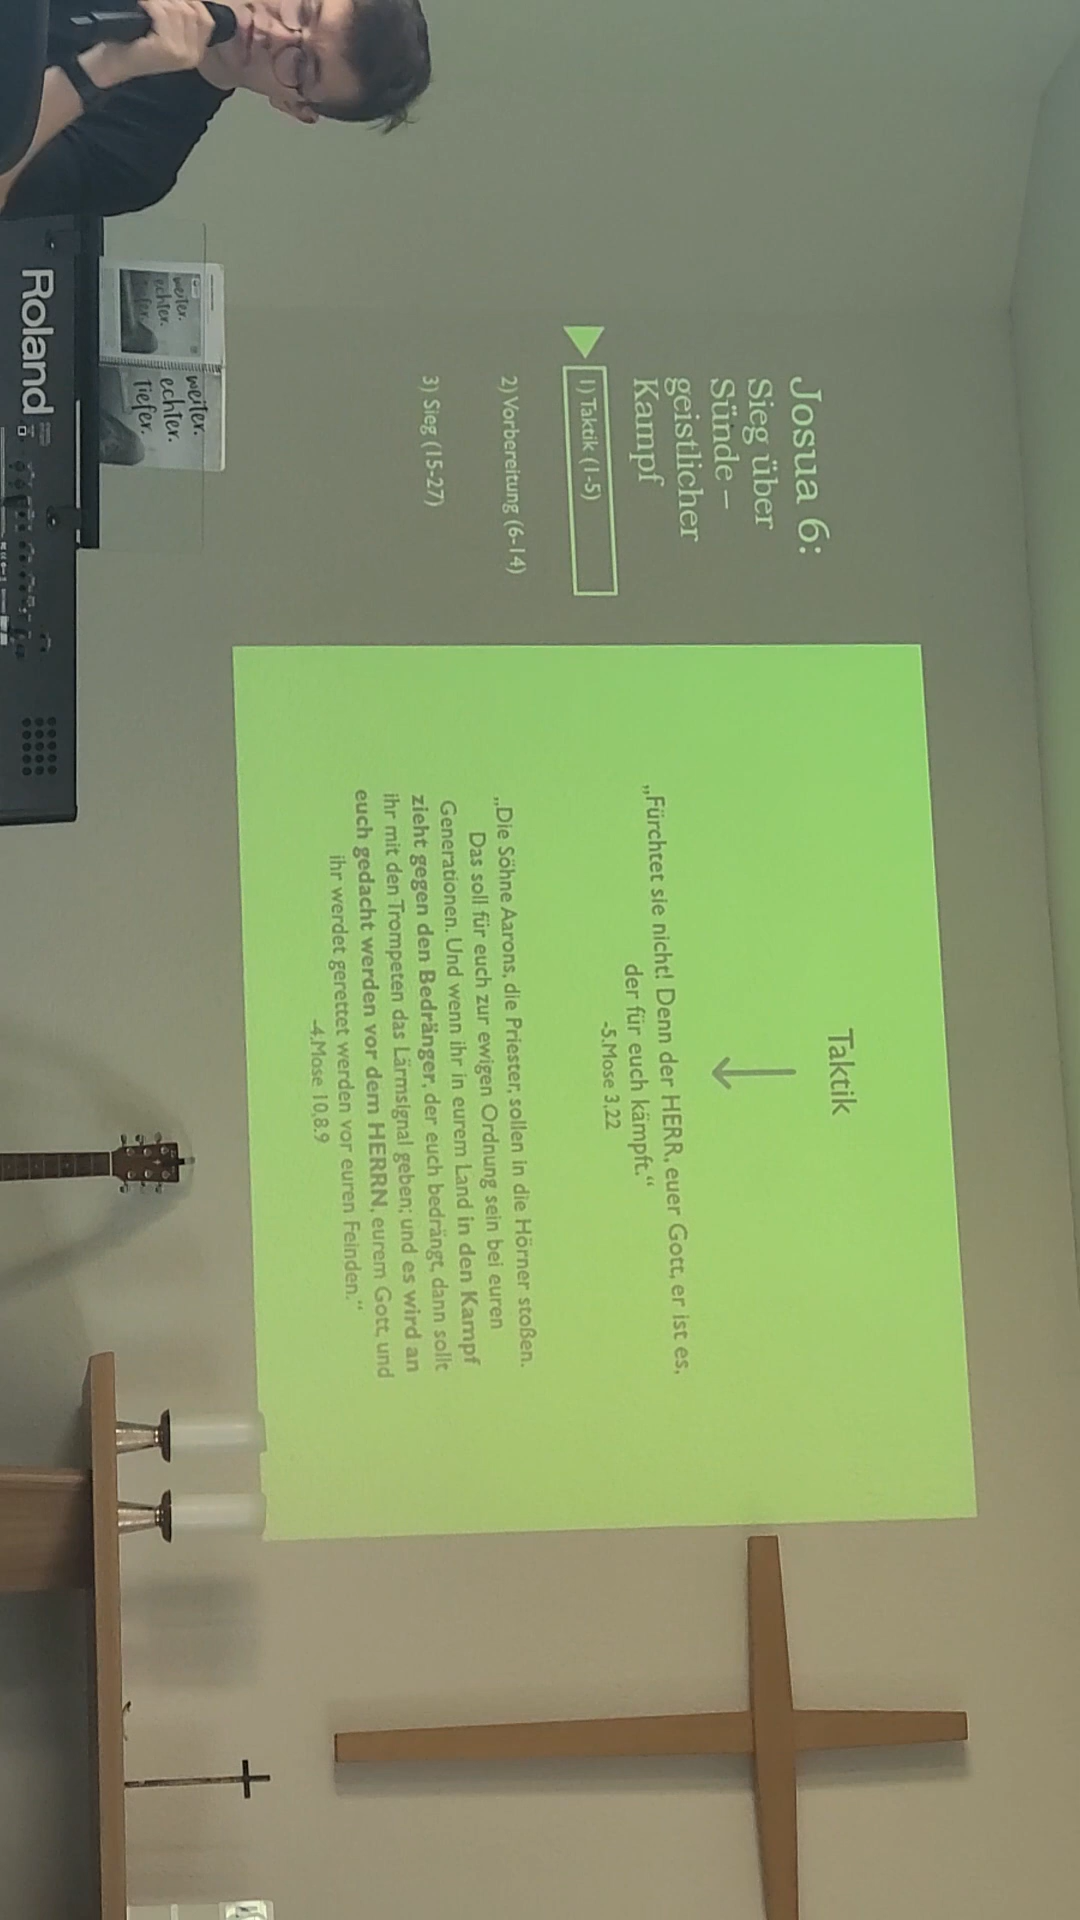 Josua 6:
Sieg über
Sünde –
geistlicher
Kampf
1) Taktik (1-5)
2) Vorbereitung (6-14)
3) Sieg (15-27)
Taktik
„Fürchtet sie nicht! Denn der HERR, euer Gott, er ist es,
der für euch kämpft.“
-5.Mose 3,22
„Die Söhne Aarons, die Priester, sollen in die Hörner stoßen.
Das soll für euch zur ewigen Ordnung sein bei euren
Generationen. Und wenn ihr in eurem Land in den Kampf
zieht gegen den Bedränger, der euch bedrängt, dann sollt
ihr mit den Trompeten das Lärmsignal geben; und es wird an
euch gedacht werden vor dem HERRN, eurem Gott, und
ihr werdet gerettet werden vor euren Feinden.“
-4.Mose 10,8.9
weiter.
echter.
weiter.
echter.
Tiefer.
Roland